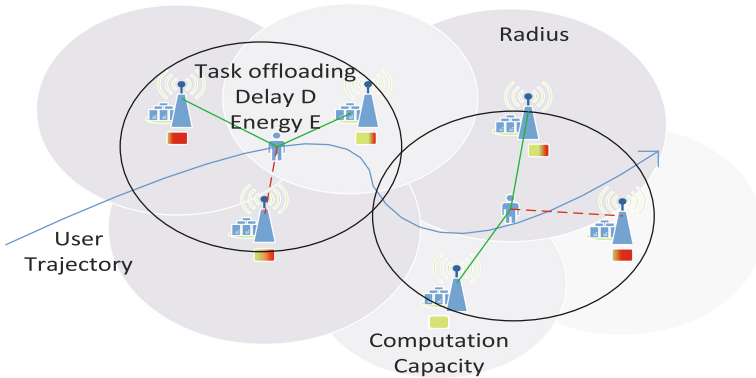 Radius
Task offloading
Delay D
Energy E
User
Trajectory
Computation
Capacity